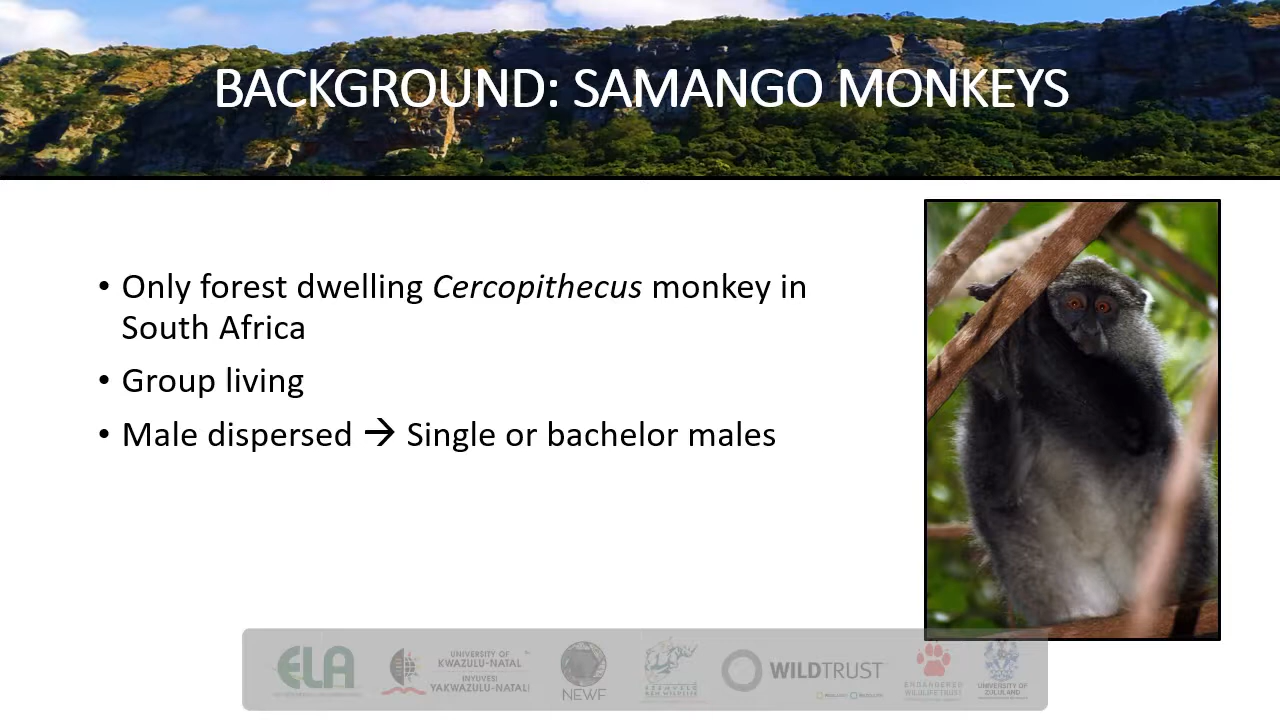 BACKGROUND: SAMANGO MONKEYS
• Only forest dwelling Cercopithecus monkey in
South Africa
• Group living
• Male dispersed → Single or bachelor males
ELA
UNIVERSITY OF
KWAZULU-NATAL
INYUVESI
YAKWAZULU-NATALI
NEWF
WILDTRUST
ENDANGERED
WILDLIFE TRUST
UNIVERSITY OF
ZULULAND